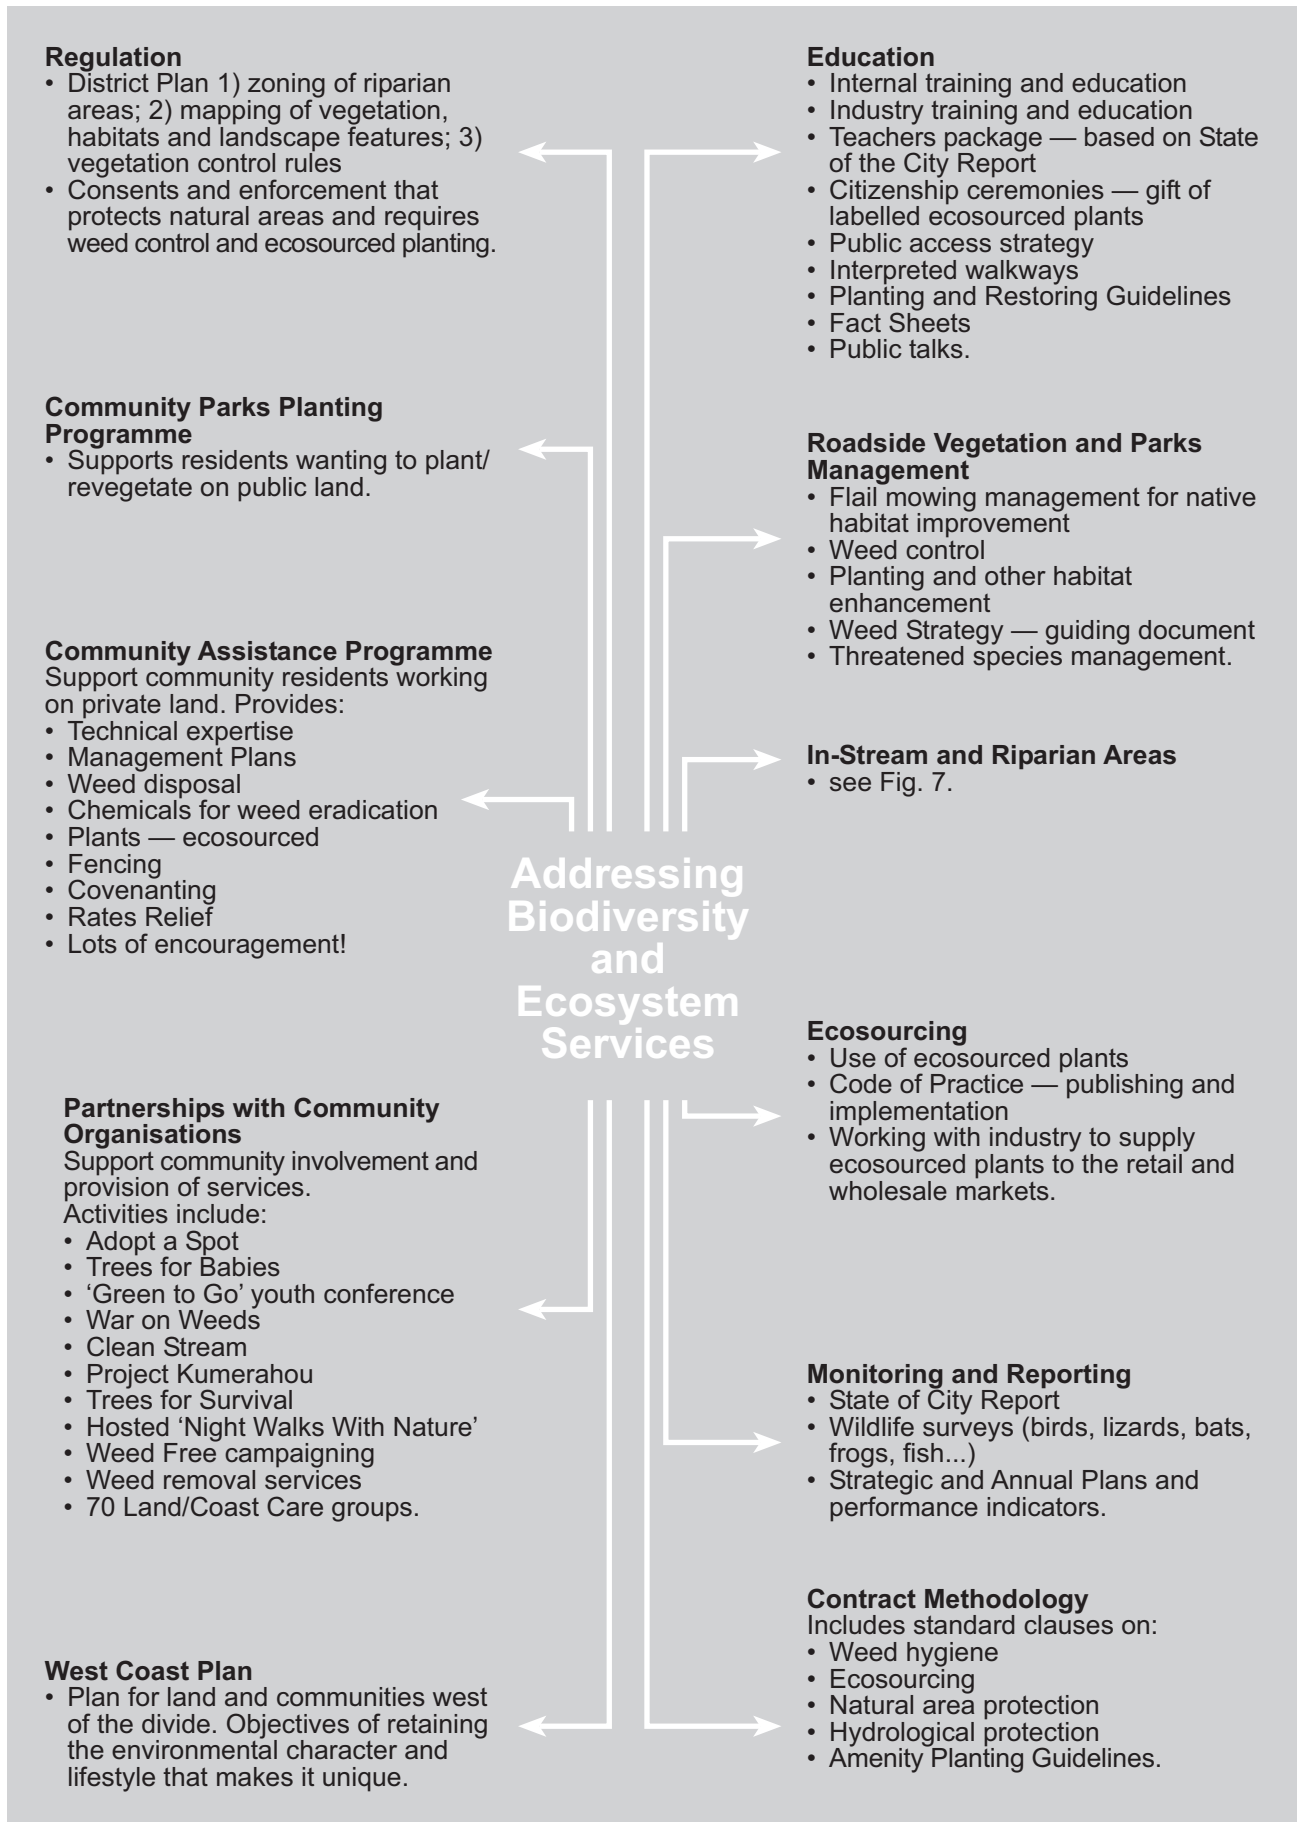 Regulation
• District Plan 1) zoning of riparian
areas; 2) mapping of vegetation,
habitats and landscape features; 3)
vegetation control rules
• Consents and enforcement that
protects natural areas and requires
weed control and ecosourced planting.
Community Parks Planting
Programme
• Supports residents wanting to plant/
revegetate on public land.
Community Assistance Programme
Support community residents working
on private land. Provides:
• Technical expertise
• Management Plans
• Weed disposal
• Chemicals for weed eradication
• Plants — ecosourced
• Fencing
• Covenanting
• Rates Relief
• Lots of encouragement!
Partnerships with Community
Organisations
Support community involvement and
provision of services.
Activities include:
• Adopt a Spot
• Trees for Babies
• ‘Green to Go’ youth conference
• War on Weeds
• Clean Stream
• Project Kumerahou
• Trees for Survival
• Hosted ‘Night Walks With Nature’
• Weed Free campaigning
• Weed removal services
• 70 Land/Coast Care groups.
West Coast Plan
• Plan for land and communities west
of the divide. Objectives of retaining
the environmental character and
lifestyle that makes it unique.
Addressing
Biodiversity
and
Ecosystem
Services
Education
• Internal training and education
• Industry training and education
• Teachers package — based on State
of the City Report
• Citizenship ceremonies — gift of
labelled ecosourced plants
• Public access strategy
• Interpreted walkways
• Planting and Restoring Guidelines
• Fact Sheets
• Public talks.
Roadside Vegetation and Parks
Management
• Flail mowing management for native
habitat improvement
• Weed control
• Planting and other habitat
enhancement
• Weed Strategy — guiding document
• Threatened species management.
In-Stream and Riparian Areas
• see Fig. 7.
Ecosourcing
• Use of ecosourced plants
• Code of Practice — publishing and
implementation
• Working with industry to supply
ecosourced plants to the retail and
wholesale markets.
Monitoring and Reporting
• State of City Report
• Wildlife surveys (birds, lizards, bats,
frogs, fish...)
• Strategic and Annual Plans and
performance indicators.
Contract Methodology
Includes standard clauses on:
• Weed hygiene
• Ecosourcing
• Natural area protection
• Hydrological protection
• Amenity Planting Guidelines.